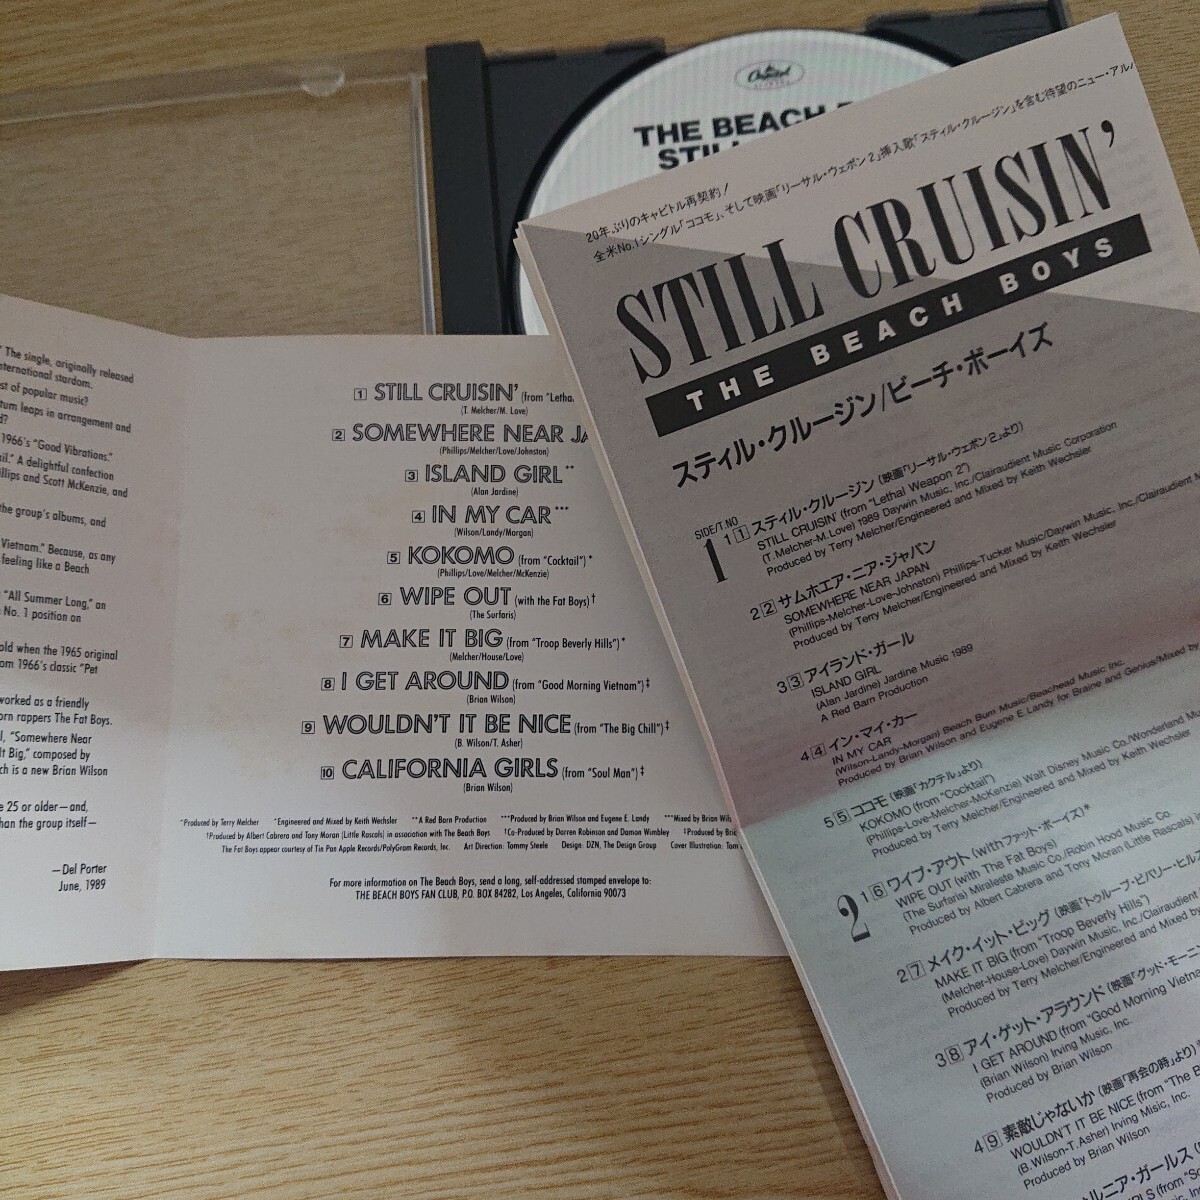 Capitol
THE BEACH
" The single, originally released
international stardom.
st of popular music?
tum leaps in arrangement and
d?
1966's "Good Vibrations."
ail." A delightful confection
hillips and Scott McKenzie, and
the group's albums, and
Vietnam." Because, as any
feeling like a Beach
"All Summer Long," an
No. 1 position on
old when the 1965 original
om 1966's classic "Pet
worked as a friendly
orn rappers The Fat Boys.
l, "Somewhere Near
It Big," composed by
ch is a new Brian Wilson
e 25 or older—and,
than the group itself—
—Del Porter
June, 1989
1 STILL CRUISIN' (from "Letha
(T. Melcher/M. Love)
2 SOMEWHERE NEAR JA
(Phillips/Melcher/Love/Johnston)
3 ISLAND GIRL**
(Alan Jardine)
4 IN MY CAR***
(Wilson/Landy/Morgan)
5 KOKOMO (from "Cocktail")*
(Phillips/Love/Melcher/McKenzie)
6 WIPE OUT (with the Fat Boys)†
(The Surfaris)
7 MAKE IT BIG (from "Troop Beverly Hills")*
(Melcher/House/Love)
8 I GET AROUND (from "Good Morning Vietnam")‡
(Brian Wilson)
9 WOULDN'T IT BE NICE (from "The Big Chill")‡
(B. Wilson/T. Asher)
10 CALIFORNIA GIRLS (from "Soul Man")‡
(Brian Wilson)
*Produced by Terry Melcher *Engineered and Mixed by Keith Wechsler **A Red Barn Production ***Produced by Brian Wilson and Eugene E. Landy ***Mixed by Brian Wil
†Produced by Albert Cabrera and Tony Moran (Little Rascals) in association with The Beach Boys †Co-Produced by Darren Robinson and Damon Wimbley ‡Produced by Bri
The Fat Boys appear courtesy of Tin Pan Apple Records/PolyGram Records, Inc. Art Direction: Tommy Steele Design: DZN, The Design Group Cover Illustration: Tom
For more information on The Beach Boys, send a long, self-addressed stamped envelope to:
THE BEACH BOYS FAN CLUB, P.O. BOX 84282, Los Angeles, California 90073
20年ぶりのキャピトル再契約!
全米No.1シングル「ココモ」、そして映画「リーサル・ウェポン2」挿入歌「スティル・クルージン」を含む待望のニュー・アル
STILL CRUISIN'
THE BEACH BOYS
スティル・クルージン/ビーチ・ボーイズ
SIDE/T.NO
1
1 1 スティル・クルージン(映画「リーサル・ウェポン2」より)
STILL CRUISIN' (from "Lethal Weapon 2")
(T. Melcher-M. Love) 1989 Daywin Music, Inc./Clairaudient Music Corporation
Produced by Terry Melcher/Engineered and Mixed by Keith Wechsler
2 2 サムホエア・ニア・ジャパン
SOMEWHERE NEAR JAPAN
(Phillips-Melcher-Love-Johnston) Phillips-Tucker Music/Daywin Music, Inc./Clairaudient M
Produced by Terry Melcher/Engineered and Mixed by Keith Wechsler
3 3 アイランド・ガール
ISLAND GIRL
(Alan Jardine) Jardine Music 1989
A Red Barn Production
4 4 イン・マイ・カー
IN MY CAR
(Wilson-Landy-Morgan) Beach Bum Music/Beachead Music Inc.
Produced by Brian Wilson and Eugene E. Landy for Braine and Genius/Mixed by
5 5 ココモ(映画「カクテル」より)
KOKOMO (from "Cocktail")
(Phillips-Love-Melcher-McKenzie) Walt Disney Music Co./Wonderland Mu
Produced by Terry Melcher/Engineered and Mixed by Keith Wechsler
2
1 6 ワイプ・アウト(withファット・ボーイズ)*
WIPE OUT (with The Fat Boys)
(The Surfaris) Miraleste Music Co./Robin Hood Music Co.
Produced by Albert Cabrera and Tony Moran (Little Rascals) in
2 7 メイク・イット・ビッグ(映画「トゥループ・ビバリー・ヒルズ
MAKE IT BIG (from "Troop Beverly Hills")
(Melcher-House-Love) Daywin Music, Inc./Clairaudient
Produced by Terry Melcher/Engineered and Mixed by
3 8 アイ・ゲット・アラウンド(映画「グッド・モーニ
I GET AROUND (from "Good Morning Vietnam
(Brian Wilson) Irving Music, Inc.
Produced by Brian Wilson
4 9 素敵じゃないか(映画「再会の時」より)
WOULDN'T IT BE NICE (from "The B
(B. Wilson-T. Asher) Irving Misic, Inc.
Produced by Brian Wilson
ルニア・ガールス